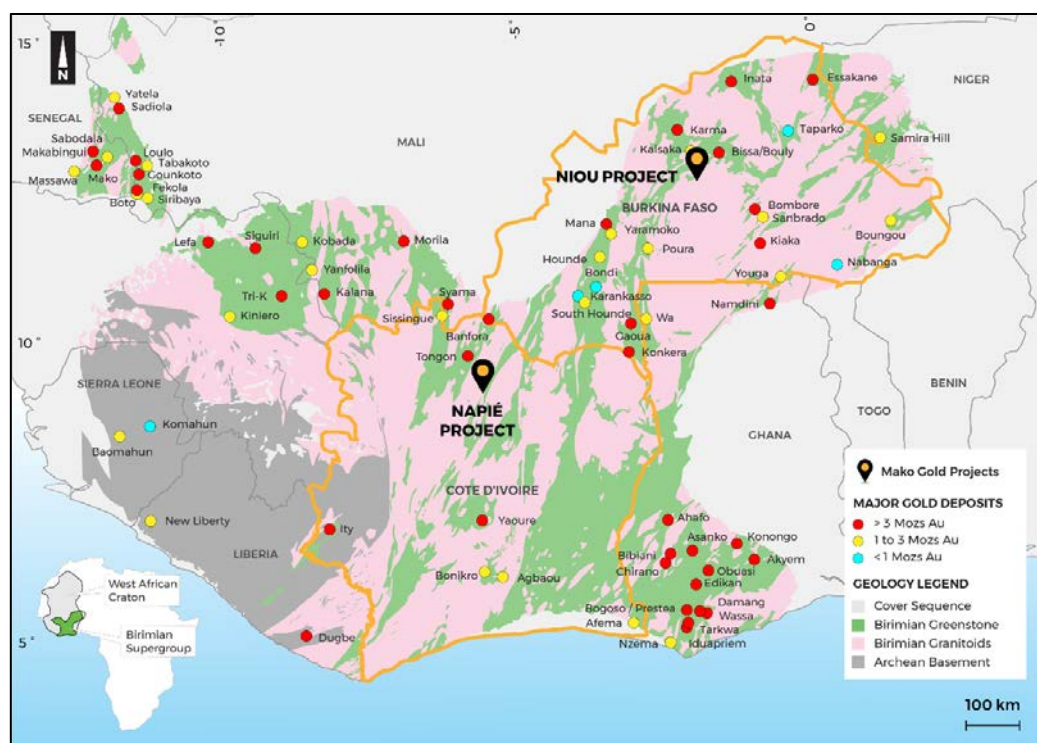 15
-10
-5
0
N
Yatela
Sadiola
SENEGAL
Sabodala
Makabingui
Massawa
Mako
Loulo
Tabakoto
Gounkoto
Fekola
Boto
Siribaya
MALI
Inata
Essakane
NIGER
Karma
Taparko
Samira Hill
Kalsaka
Bissa/Bouly
NIOU PROJECT
BURKINA FASO
Bombore
Sanbrado
Mana
Yaramoko
Kiaka
Boungou
Hounde
Poura
Nabanga
Bondi
Youga
Karankasso
Namdini
South Hounde
Wa
Gaoua
Konkera
Lefa
Siguiri
Kobada
Morila
Yanfolila
Tri-K
Kalana
Syama
Kiniero
Sissingue
Banfora
10
Tongon
NAPIÉ
PROJECT
SIERRA LEONE
Komahun
Baomahun
New Liberty
LIBERIA
Ity
Dugbe
COTE D'IVOIRE
Yaoure
Bonikro
Agbaou
GHANA
TOGO
BENIN
Ahafo
Asanko
Konongo
Bibiani
Chirano
Akyem
Obuasi
Edikan
Bogoso / Prestea
Damang
Wassa
Afema
Tarkwa
Nzema
Iduapriem
5
West African
Craton
Birimian
Supergroup
Mako Gold Projects
MAJOR GOLD DEPOSITS
> 3 Mozs Au
1 to 3 Mozs Au
<1 Mozs Au
GEOLOGY LEGEND
Cover Sequence
Birimian Greenstone
Birimian Granitoids
Archean Basement
100 km